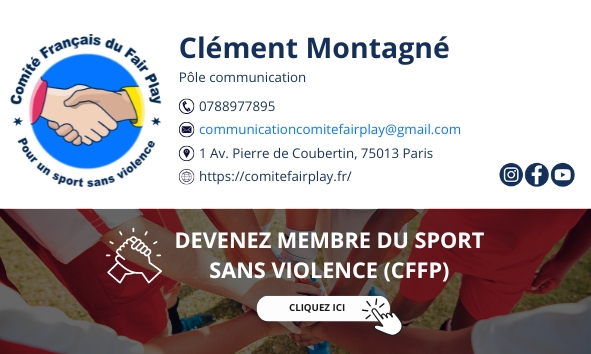 Comité Français du Fair Play
Pour un sport sans violence
Clément Montagné
Pôle communication
0788977895
communicationcomitefairplay@gmail.com
1 Av. Pierre de Coubertin, 75013 Paris
https://comitefairplay.fr/
DEVENEZ MEMBRE DU SPORT
SANS VIOLENCE (CFFP)
CLIQUEZ ICI